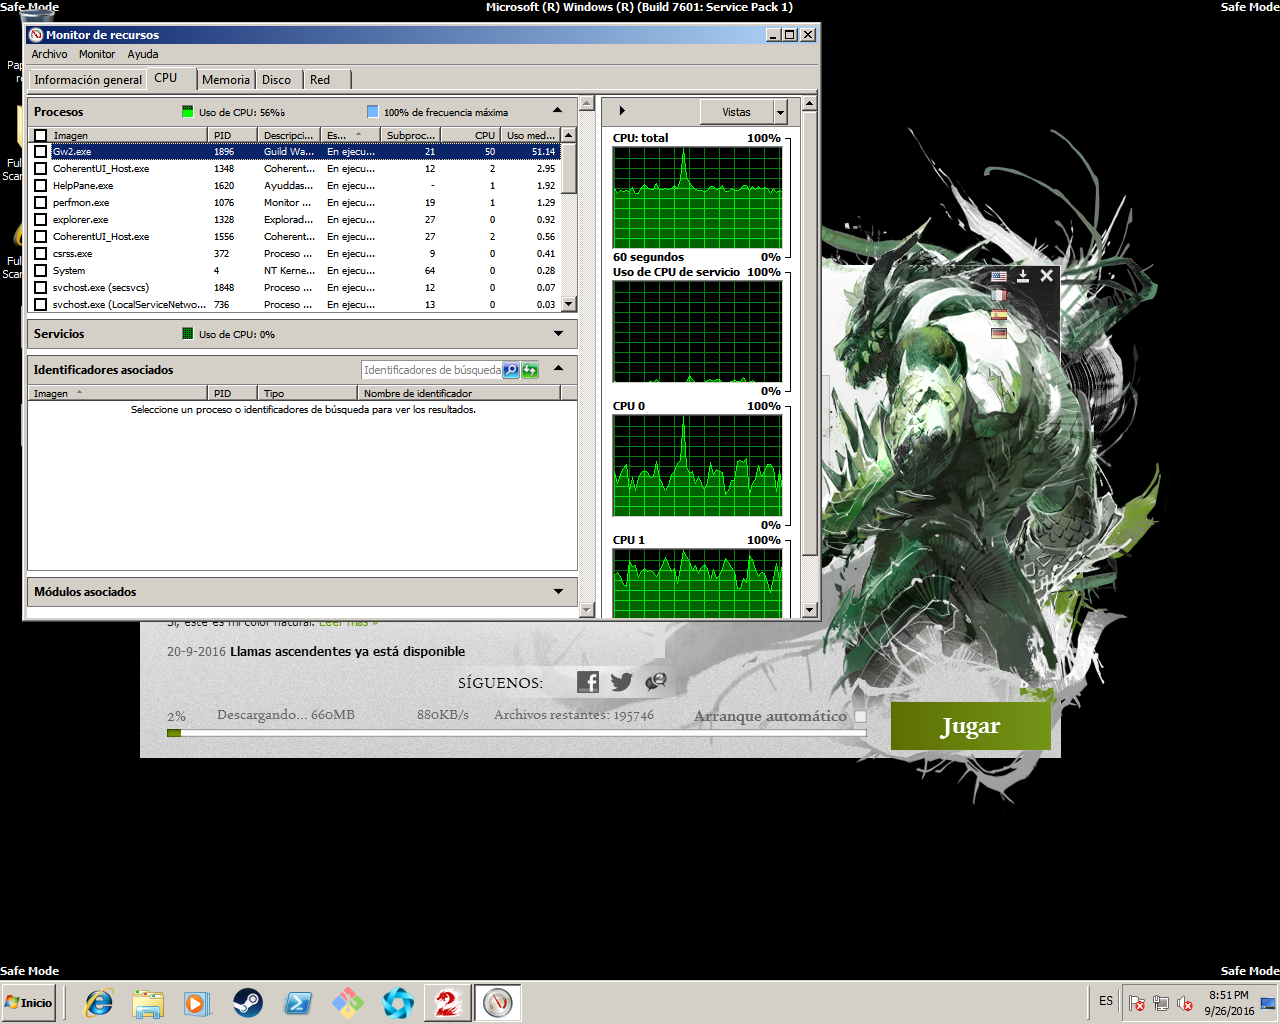 Safe Mode
Microsoft (R) Windows (R) (Build 7601: Service Pack 1)
Safe Mode
Monitor de recursos
Archivo Monitor Ayuda
Información general CPU Memoria Disco Red
Procesos Uso de CPU: 56% 100% de frecuencia máxima
Imagen PID Descripci... Es... Subproc... CPU Uso med...
Gw2.exe 1896 Guild Wa... En ejecu... 21 50 51.14
CoherentUI_Host.exe 1348 Coherent... En ejecu... 12 2 2.95
HelpPane.exe 1620 Ayuddas... En ejecu... - 1 1.92
perfmon.exe 1076 Monitor ... En ejecu... 19 1 1.29
explorer.exe 1328 Explorad... En ejecu... 27 0 0.92
CoherentUI_Host.exe 1556 Coherent... En ejecu... 27 2 0.56
csrss.exe 372 Proceso ... En ejecu... 9 0 0.41
System 4 NT Kerne... En ejecu... 64 0 0.28
svchost.exe (secsvcs) 1848 Proceso ... En ejecu... 12 0 0.07
svchost.exe (LocalServiceNetwo... 736 Proceso ... En ejecu... 13 0 0.03
Servicios Uso de CPU: 0%
Identificadores asociados Identificadores de búsqueda
Imagen PID Tipo Nombre de identificador
Seleccione un proceso o identificadores de búsqueda para ver los resultados.
Módulos asociados
Vistas
CPU: total 100%
60 segundos 0%
Uso de CPU de servicio 100%
0%
CPU 0 100%
0%
CPU 1 100%
Sí, este es mi color natural. Leer más »
20-9-2016 Llamas ascendentes ya está disponible
SÍGUENOS:
2% Descargando... 660MB 880KB/s Archivos restantes: 195746 Arranque automático
Jugar
Safe Mode
Safe Mode
Inicio
ES
8:51 PM
9/26/2016